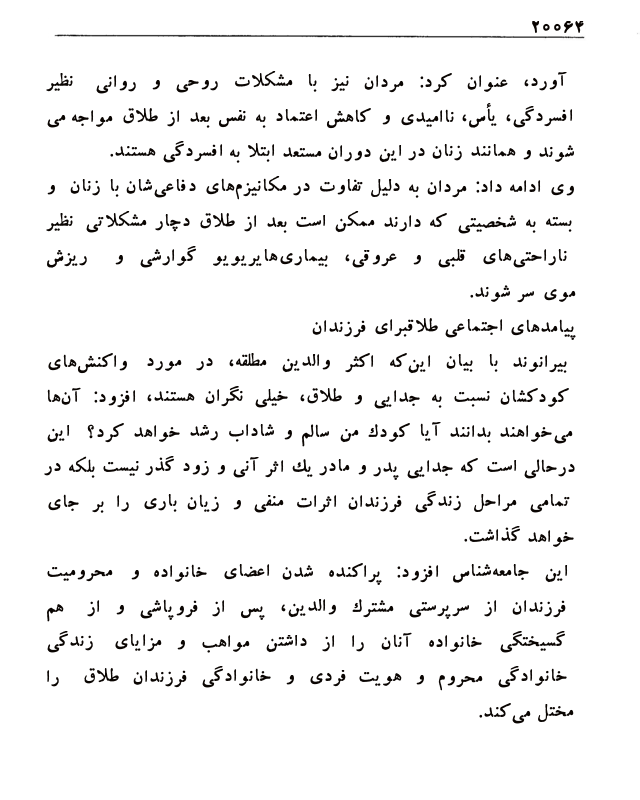 ۲۰۰۶۴
آورد، عنوان کرد: مردان نیز با مشکلات روحی و روانی نظیر
افسردگی، یأس، ناامیدی و کاهش اعتماد به نفس بعد از طلاق مواجه می
شوند و همانند زنان در این دوران مستعد ابتلا به افسردگی هستند.
وی ادامه داد: مردان به دلیل تفاوت در مکانیزم‌های دفاعی‌شان با زنان و
بسته به شخصیتی که دارند ممکن است بعد از طلاق دچار مشکلاتی نظیر
ناراحتی‌های قلبی و عروقی، بیماری‌هایریویو گوارشی و ریزش
موی سر شوند.
پیامدهای اجتماعی طلاقبرای فرزندان
بیرانوند با بیان این‌که اکثر والدین مطلقه، در مورد واکنش‌های
کودکشان نسبت به جدایی و طلاق، خیلی نگران هستند، افزود: آن‌ها
می‌خواهند بدانند آیا کودك من سالم و شاداب رشد خواهد کرد؟ این
درحالی است که جدایی پدر و مادر یك اثر آنی و زود گذر نیست بلکه در
تمامی مراحل زندگی فرزندان اثرات منفی و زیان باری را بر جای
خواهد گذاشت.
این جامعه‌شناس افزود: پراکنده شدن اعضای خانواده و محرومیت
فرزندان از سرپرستی مشترك والدین، پس از فروپاشی و از هم
گسیختگی خانواده آنان را از داشتن مواهب و مزایای زندگی
خانوادگی محروم و هویت فردی و خانوادگی فرزندان طلاق را
مختل می‌کند.